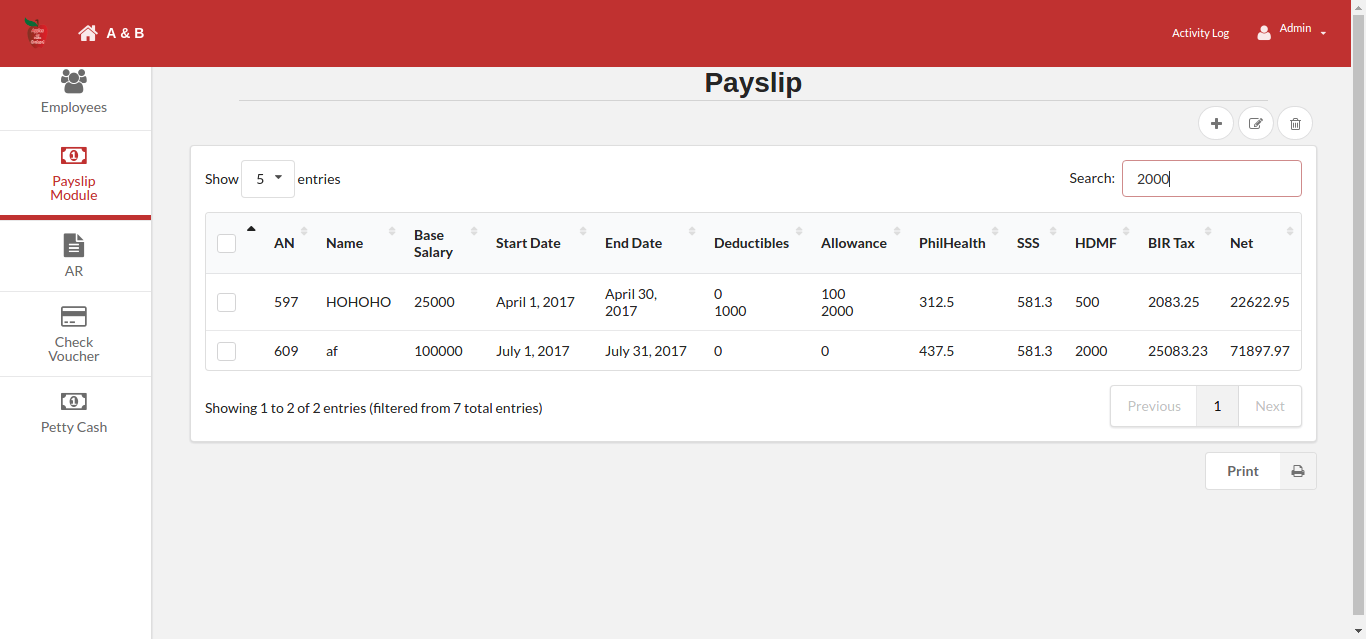 A & B
Activity Log
Admin
Employees
Payslip
Module
AR
Check
Voucher
Petty Cash
Payslip
Show 5 entries
Search: 2000
AN Name Base Salary Start Date End Date Deductibles Allowance PhilHealth SSS HDMF BIR Tax Net
597 HOHOHO 25000 April 1, 2017 April 30, 2017 0 1000 100 2000 312.5 581.3 500 2083.25 22622.95
609 af 100000 July 1, 2017 July 31, 2017 0 0 437.5 581.3 2000 25083.23 71897.97
Showing 1 to 2 of 2 entries (filtered from 7 total entries)
Previous 1 Next
Print